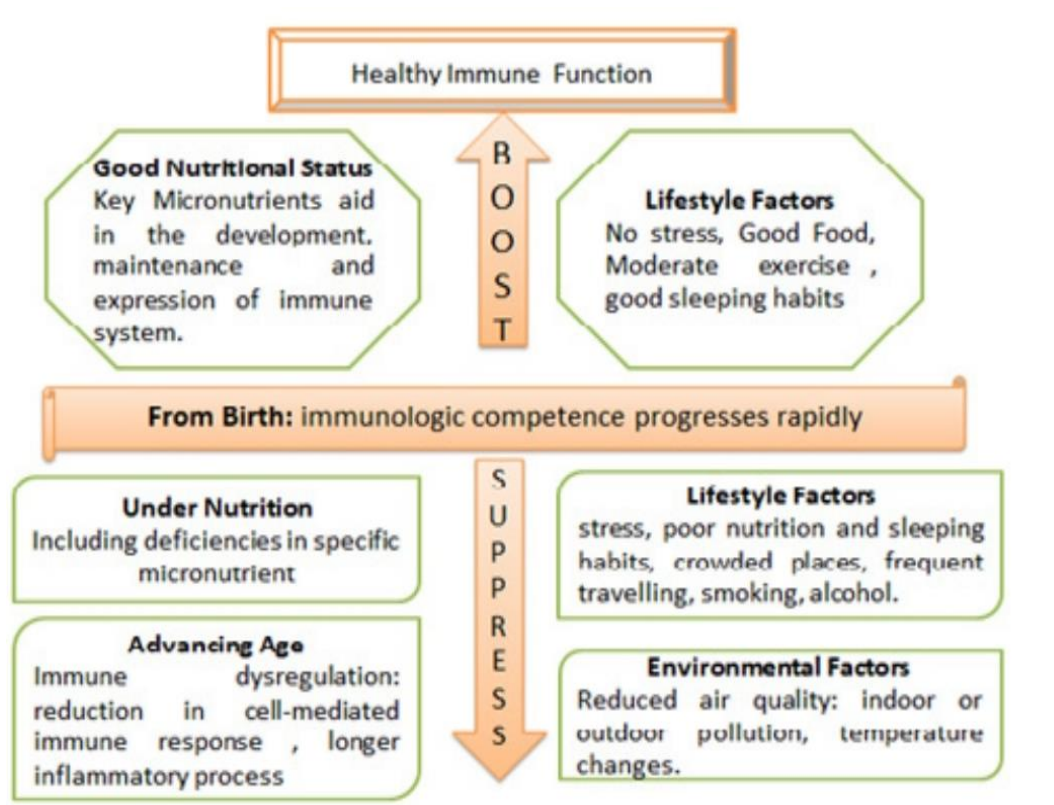 Healthy Immune Function
Good Nutritional Status
Key Micronutrients aid
in the development.
maintenance and
expression of immune
system.
B
O
O
S
T
Lifestyle Factors
No stress, Good Food,
Moderate exercise ,
good sleeping habits
From Birth: immunologic competence progresses rapidly
Under Nutrition
Including deficiencies in specific
micronutrient
Advancing Age
Immune dysregulation:
reduction in cell-mediated
immune response , longer
inflammatory process
S
U
P
P
R
E
S
S
Lifestyle Factors
stress, poor nutrition and sleeping
habits, crowded places, frequent
travelling, smoking, alcohol.
Environmental Factors
Reduced air quality: indoor or
outdoor pollution, temperature
changes.